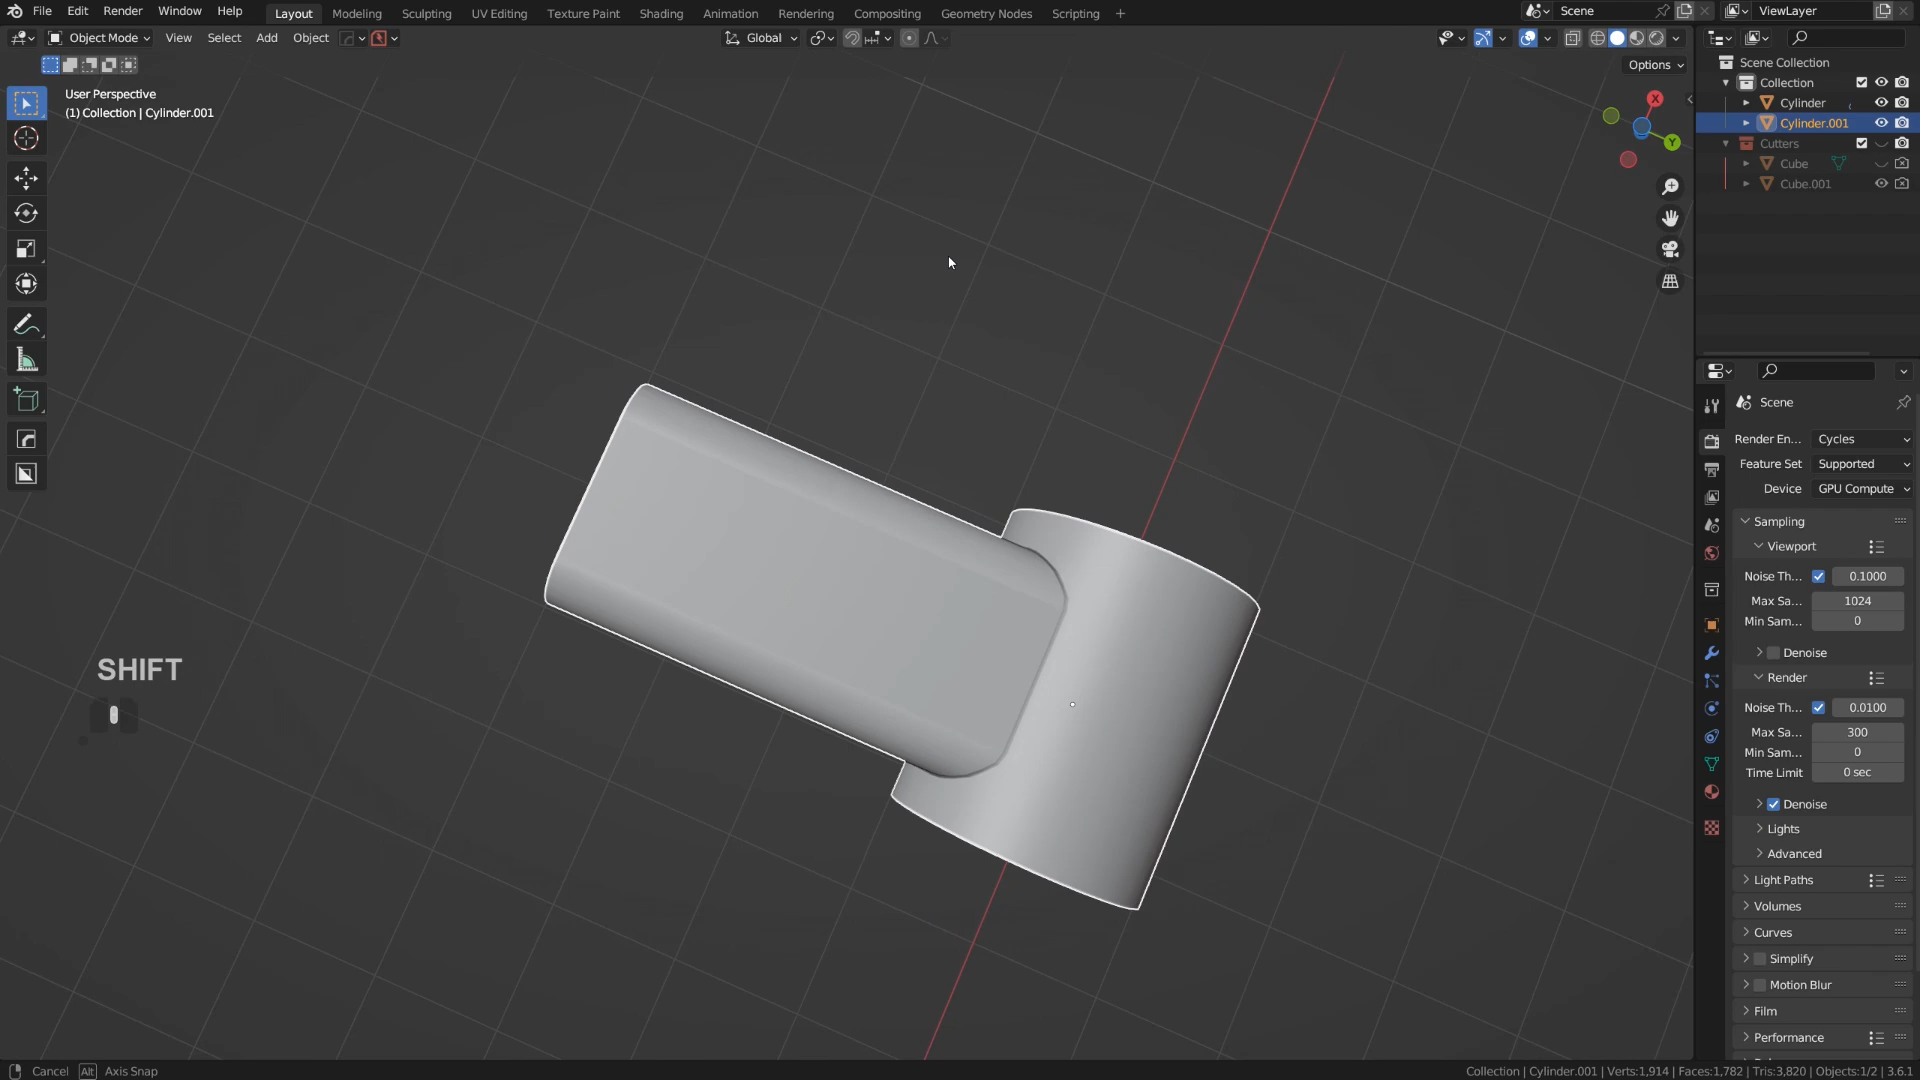 File Edit Render Window Help Layout Modeling Sculpting UV Editing Texture Paint Shading Animation Rendering Compositing Geometry Nodes Scripting + Scene ViewLayer
Object Mode View Select Add Object Global
Options
User Perspective
(1) Collection | Cylinder.001
Y
X
Scene Collection
Collection
Cylinder
Cylinder.001
Cutters
Cube
Cube.001
Scene
Render En... Cycles
Feature Set Supported
Device GPU Compute
Sampling
Viewport
Noise Th... 0.1000
Max Sa... 1024
Min Sam... 0
Denoise
Render
Noise Th... 0.0100
Max Sa... 300
Min Sam... 0
Time Limit 0 sec
Denoise
Lights
Advanced
Light Paths
Volumes
Curves
Simplify
Motion Blur
Film
Performance
SHIFT
Cancel Alt Axis Snap
Collection | Cylinder.001 | Verts:1,914 | Faces:1,782 | Tris:3,820 | Objects:1/2 | 3.6.1